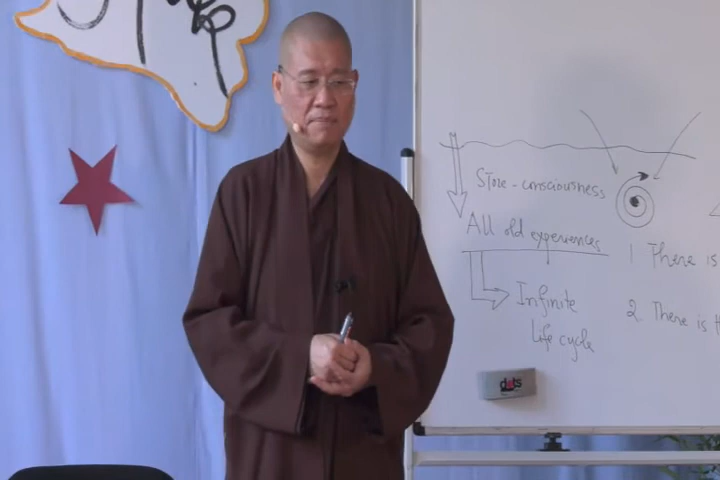 Store-consciousness
All old experiences
1 There is
2. There is t
Infinite
Life cycle
dots